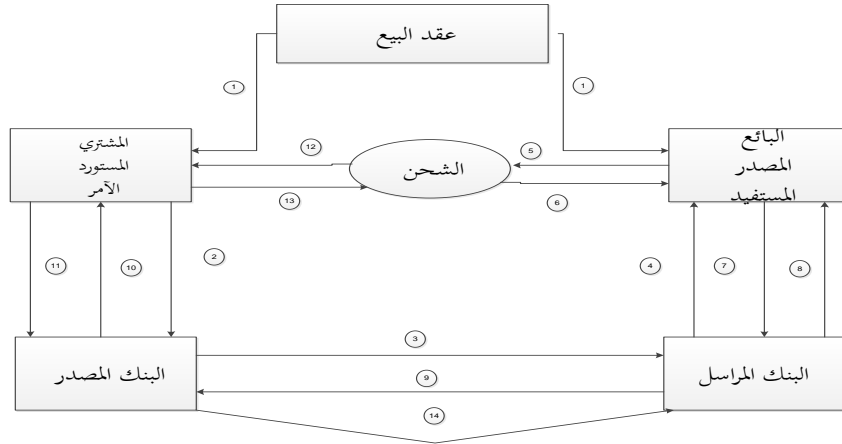 عقد البيع
1
1
المشتري
المستورد
الآمر
12
الشحن
5
البائع
المصدر
المستفيد
13
6
11
10
2
4
7
8
3
البنك المصدر
9
البنك المراسل
14